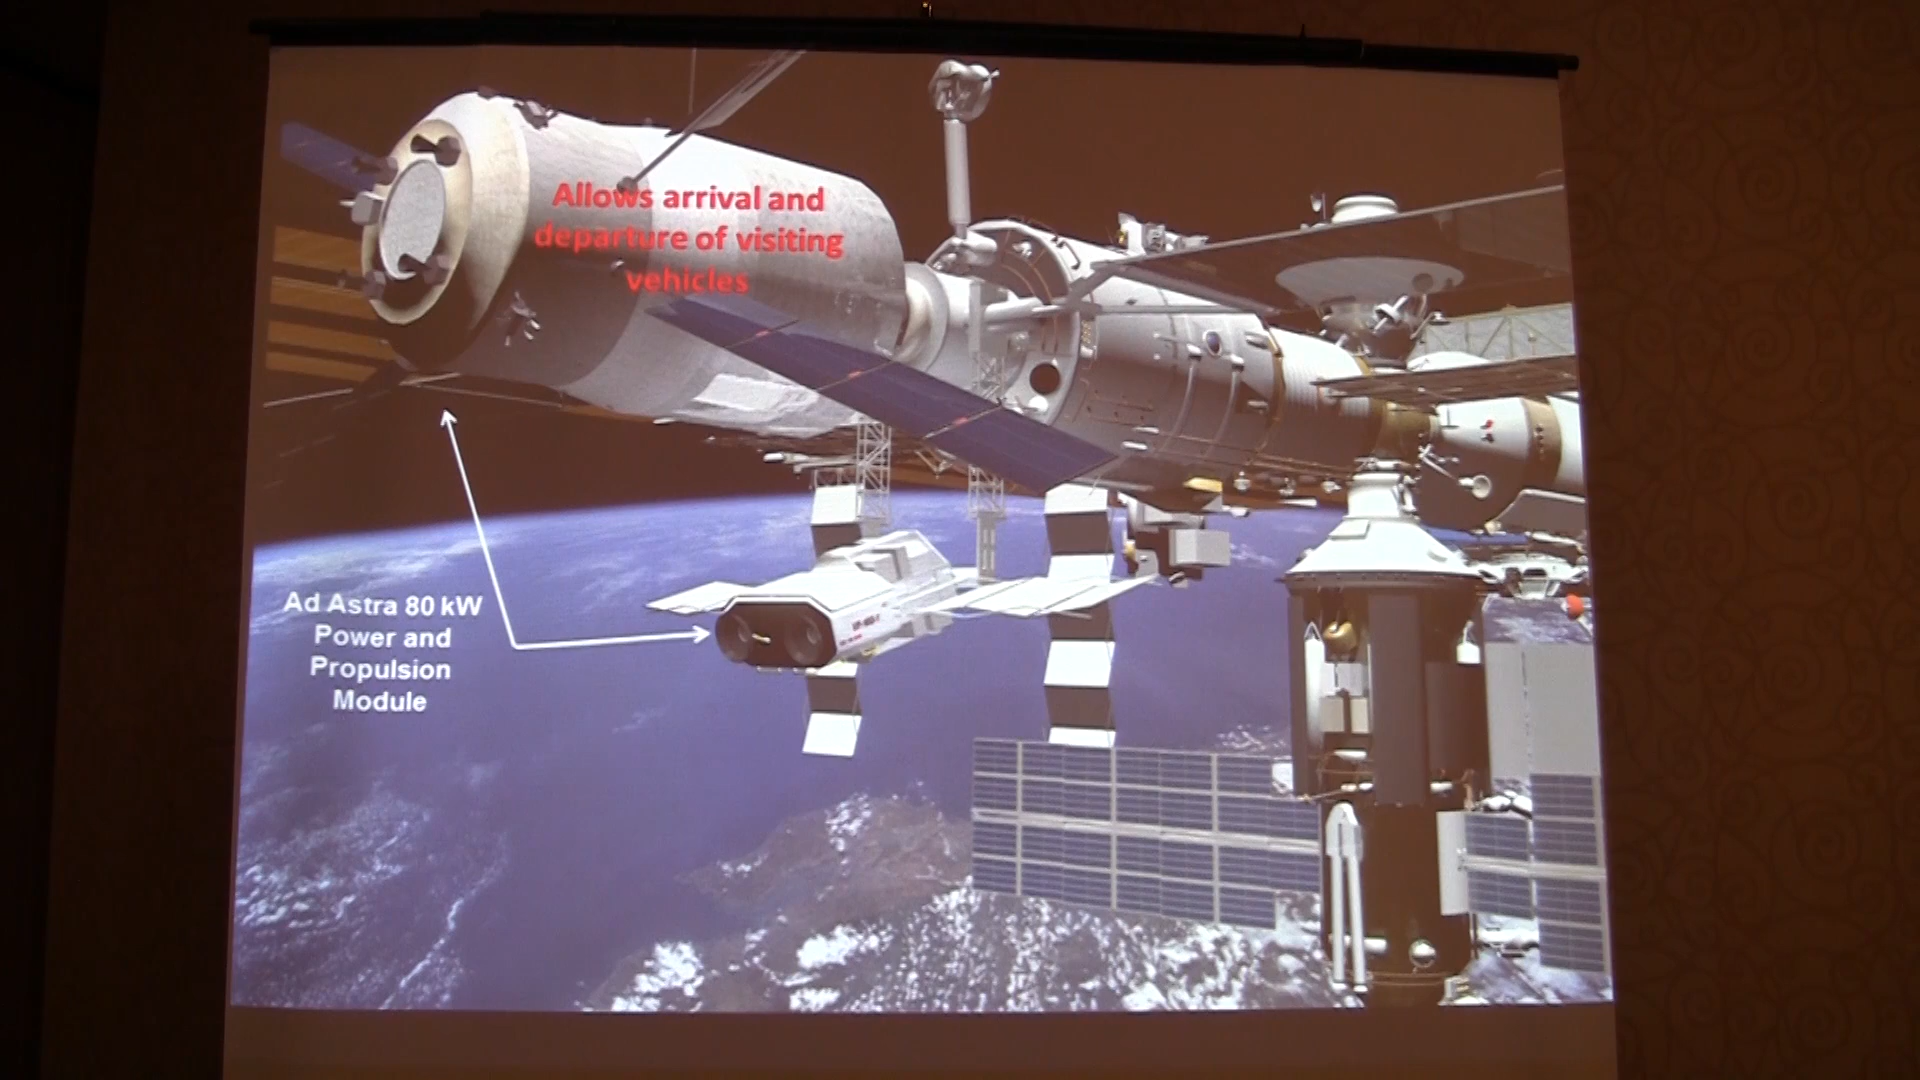 Allows arrival and
departure of visiting
vehicles
Ad Astra 80 kW
Power and
Propulsion
Module